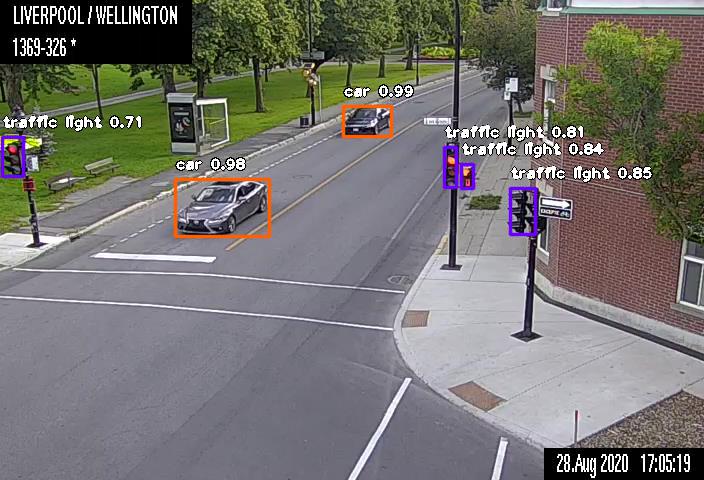 LIVERPOOL / WELLINGTON
1369-326 *
car 0.99
traffic light 0.71
traffic light 0.81
traffic light 0.84
car 0.98
traffic light 0.85
EXCEPTÉ
28.Aug 2020 17:05:19